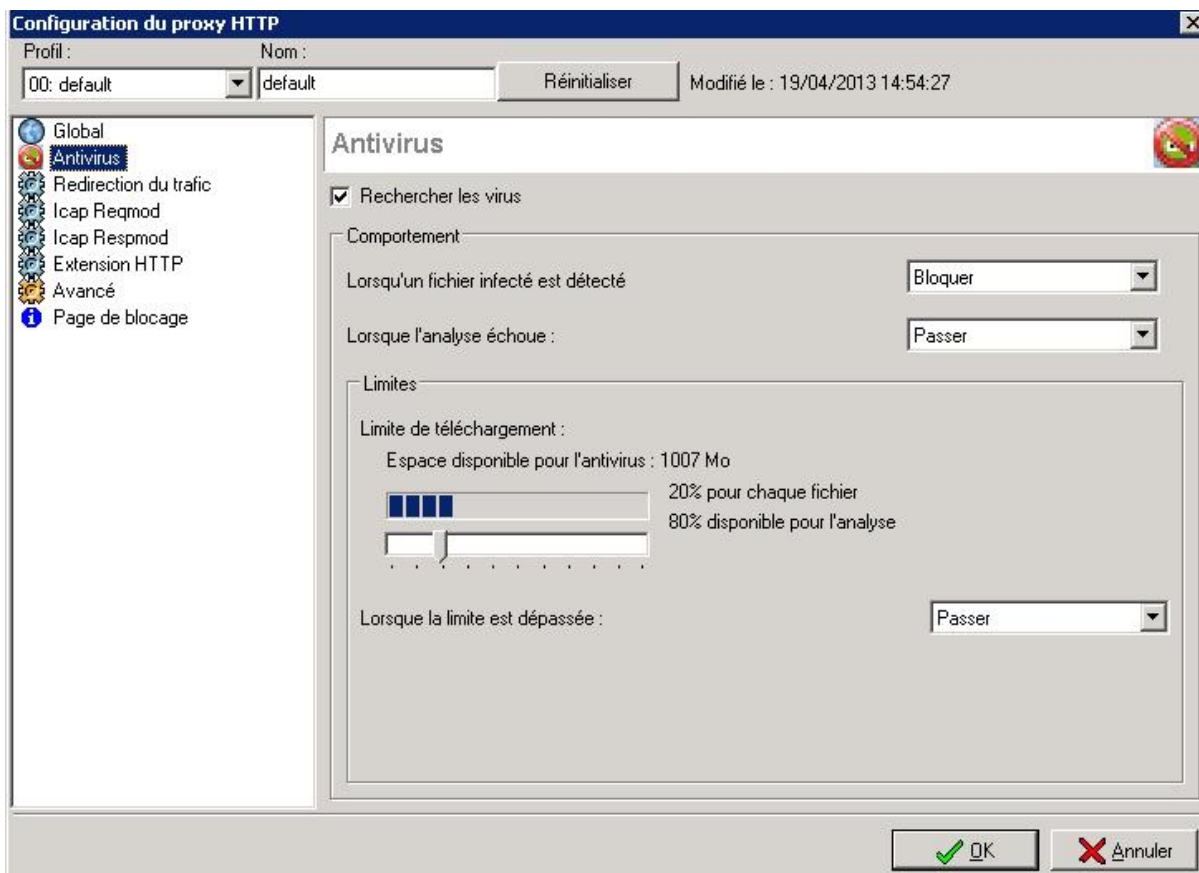 Configuration du proxy HTTP
Profil :
Nom :
00: default
default
Réinitialiser
Modifié le : 19/04/2013 14:54:27
Global
Antivirus
Redirection du trafic
Icap Reqmod
Icap Respmod
Extension HTTP
Avancé
Page de blocage
Antivirus
Rechercher les virus
Comportement
Lorsqu'un fichier infecté est détecté
Bloquer
Lorsque l'analyse échoue :
Passer
Limites
Limite de téléchargement :
Espace disponible pour l'antivirus : 1007 Mo
20% pour chaque fichier
80% disponible pour l'analyse
Lorsque la limite est dépassée :
Passer
OK
Annuler